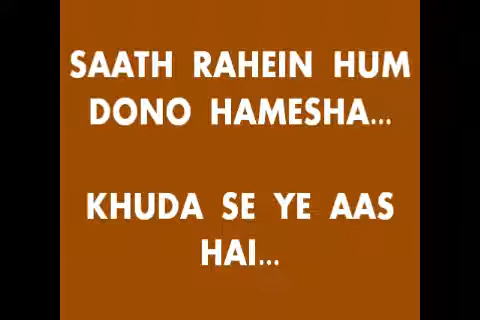 SAATH RAHEIN HUM
DONO HAMESHA...
KHUDA SE YE AAS
HAI...